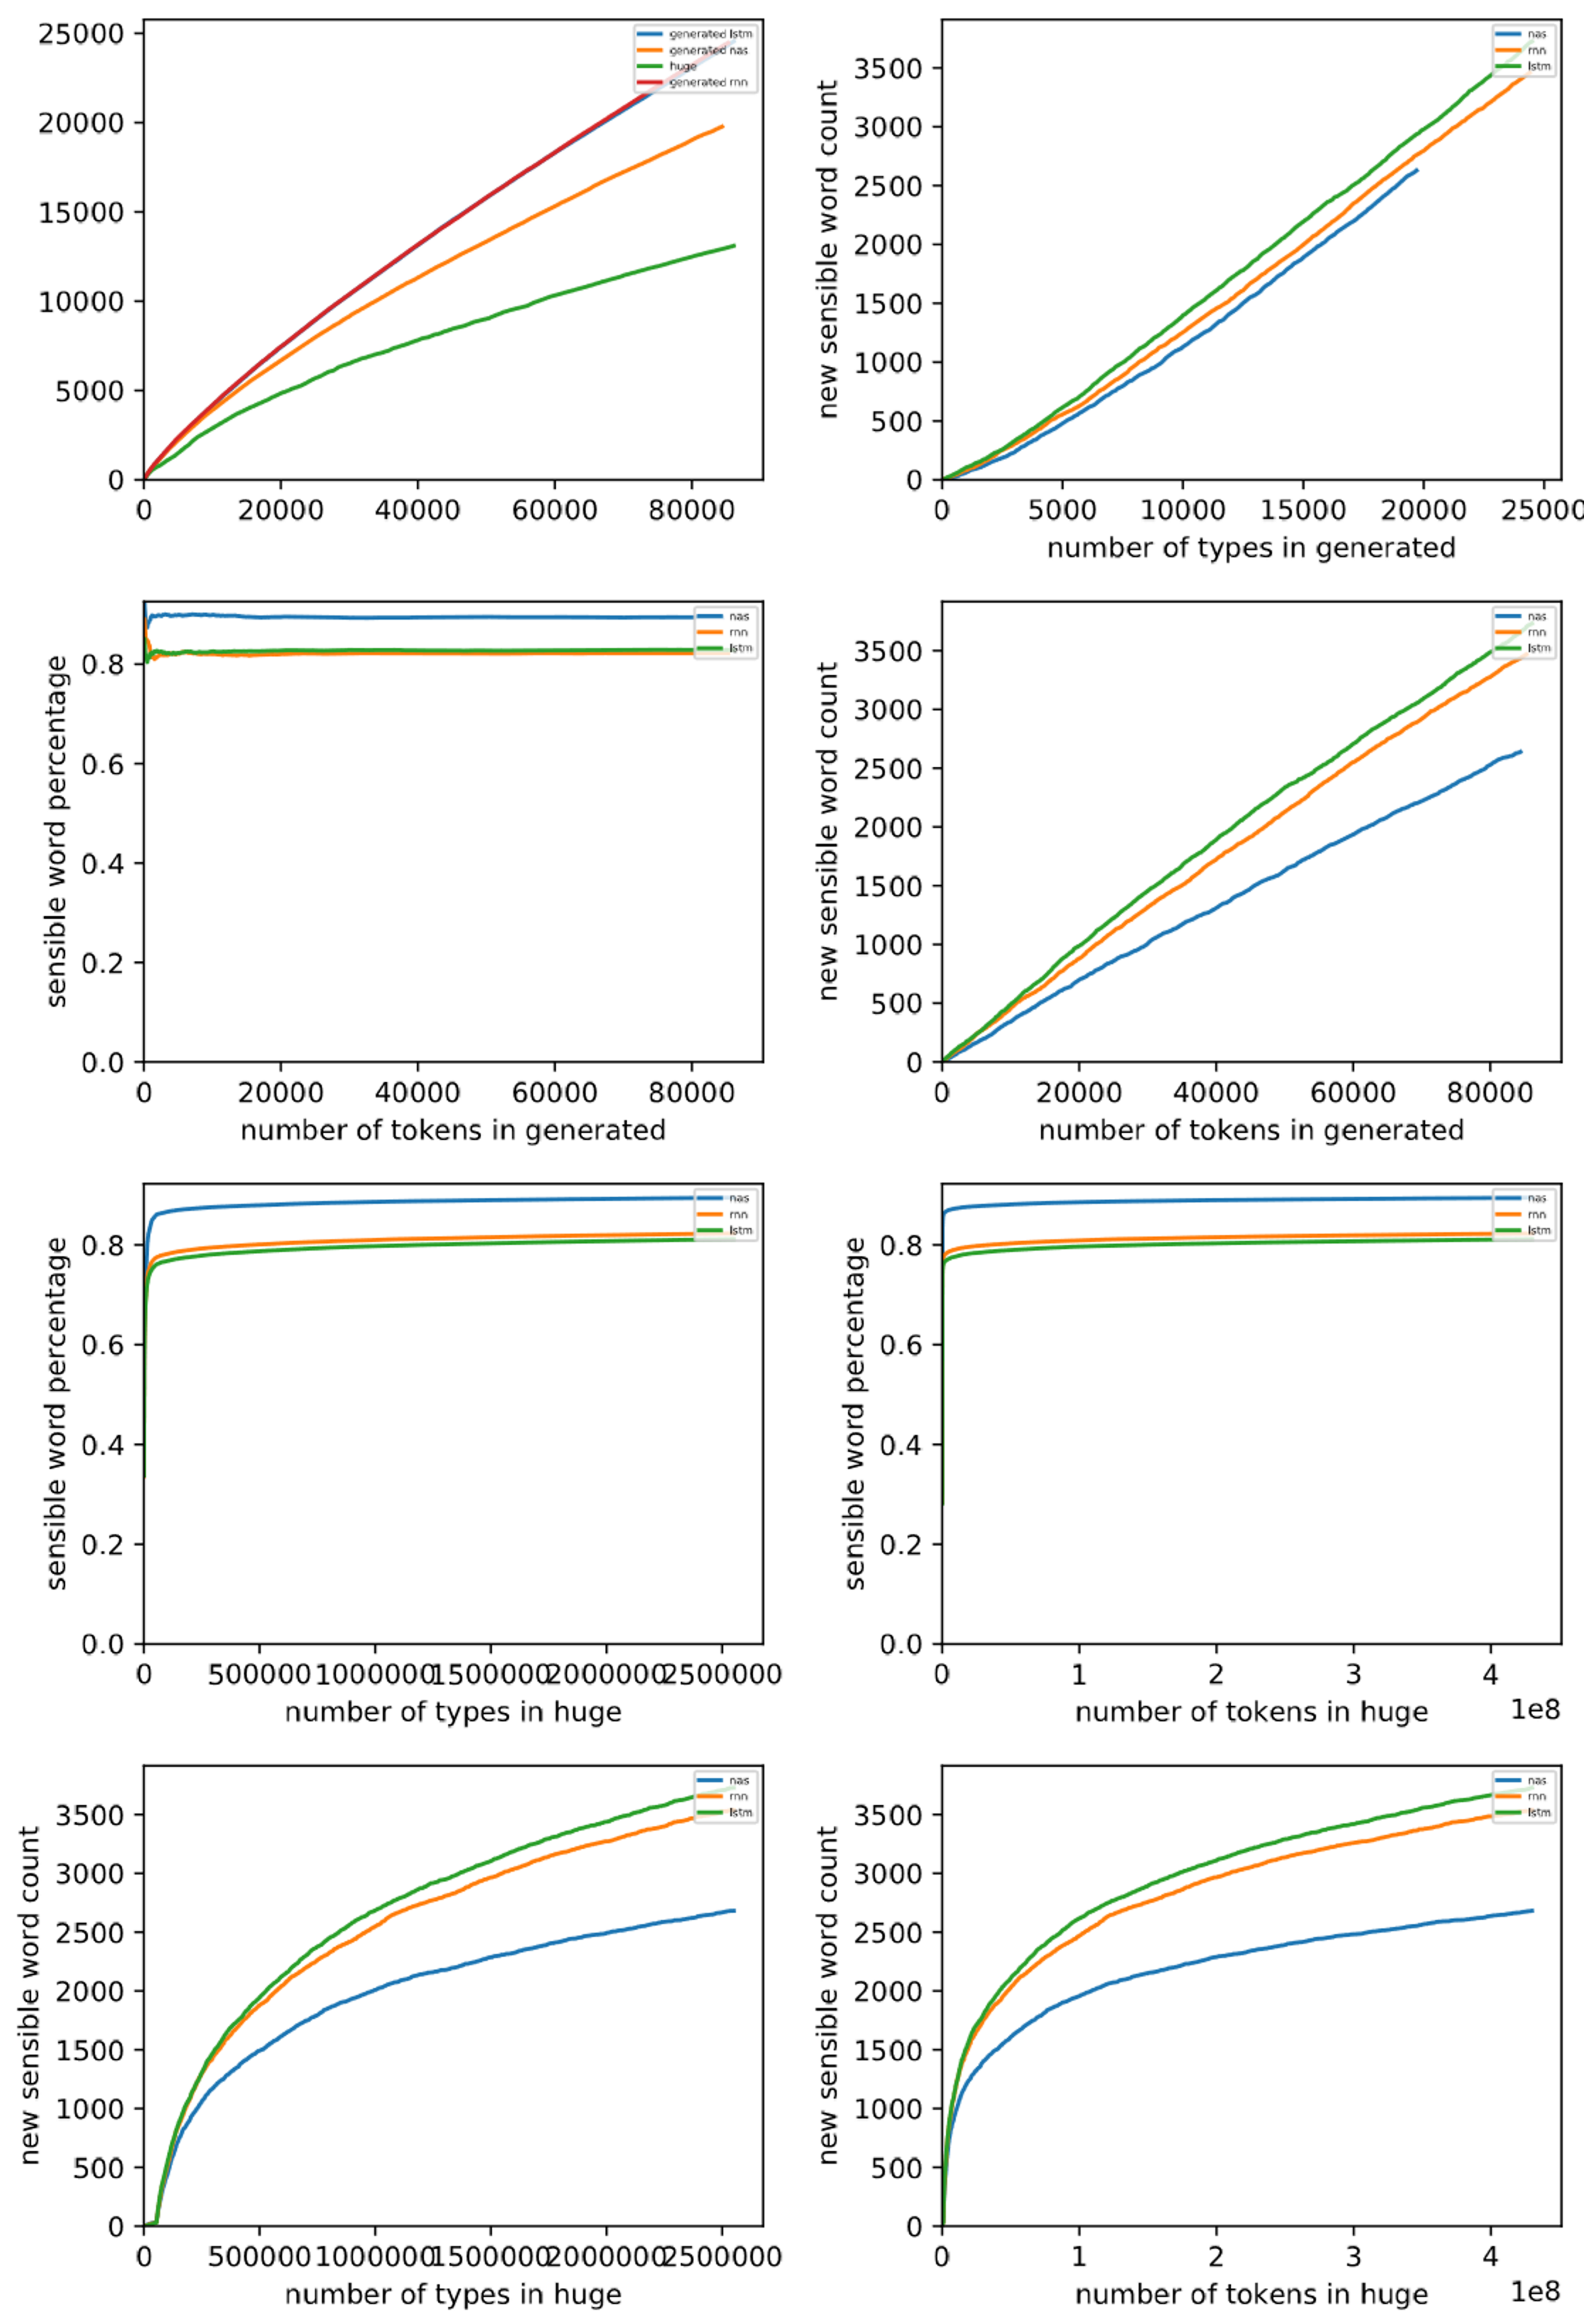 25000
20000
15000
10000
5000
0
0 20000 40000 60000 80000
generated lstm
generated nas
huge
generated rnn
new sensible word count
3500
3000
2500
2000
1500
1000
500
0
0 5000 10000 15000 20000 25000
number of types in generated
nas
rnn
lstm
sensible word percentage
0.8
0.6
0.4
0.2
0.0
0 20000 40000 60000 80000
number of tokens in generated
nas
rnn
lstm
new sensible word count
3500
3000
2500
2000
1500
1000
500
0
0 20000 40000 60000 80000
number of tokens in generated
nas
rnn
lstm
sensible word percentage
0.8
0.6
0.4
0.2
0.0
0 500000 1000000 1500000 2000000 2500000
number of types in huge
nas
rnn
lstm
sensible word percentage
0.8
0.6
0.4
0.2
0.0
0 1 2 3 4
number of tokens in huge 1e8
nas
rnn
lstm
new sensible word count
3500
3000
2500
2000
1500
1000
500
0
0 500000 1000000 1500000 2000000 2500000
number of types in huge
nas
rnn
lstm
new sensible word count
3500
3000
2500
2000
1500
1000
500
0
0 1 2 3 4
number of tokens in huge 1e8
nas
rnn
lstm